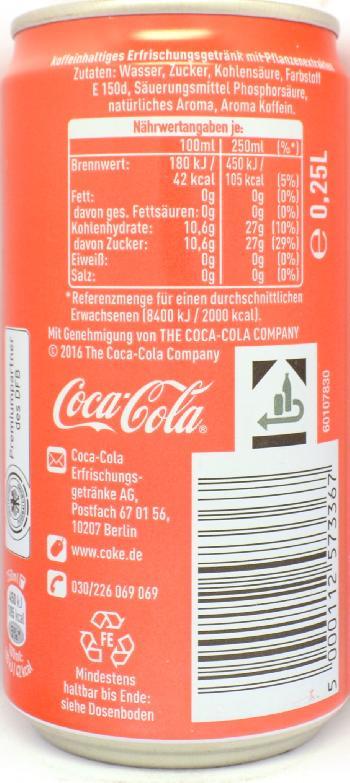 koffeinhaltiges Erfrischungsgetränk mit Pflanzenextrakten.
Zutaten: Wasser, Zucker, Kohlensäure, Farbstoff
E 150d, Säuerungsmittel Phosphorsäure,
natürliches Aroma, Aroma Koffein.
Nährwertangaben je:
100ml 250ml (%*)
Brennwert: 180 kJ / 450 kJ /
42 kcal 105 kcal (5%)
Fett: 0g 0g (0%)
davon ges. Fettsäuren: 0g 0g (0%)
Kohlenhydrate: 10,6g 27g (10%)
davon Zucker: 10,6g 27g (29%)
Eiweiß: 0g 0g (0%)
Salz: 0g 0g (0%)
e 0,25L
*Referenzmenge für einen durchschnittlichen
Erwachsenen (8400 kJ / 2000 kcal).
Mit Genehmigung von THE COCA-COLA COMPANY
© 2016 The Coca-Cola Company
Premiumpartner
des DFB
Coca-Cola®
60107830
Coca-Cola
Erfrischungs-
getränke AG,
Postfach 67 01 56,
10207 Berlin
www.coke.de
030/226 069 069
FE
Mindestens
haltbar bis Ende:
siehe Dosenboden
5 000112 573367